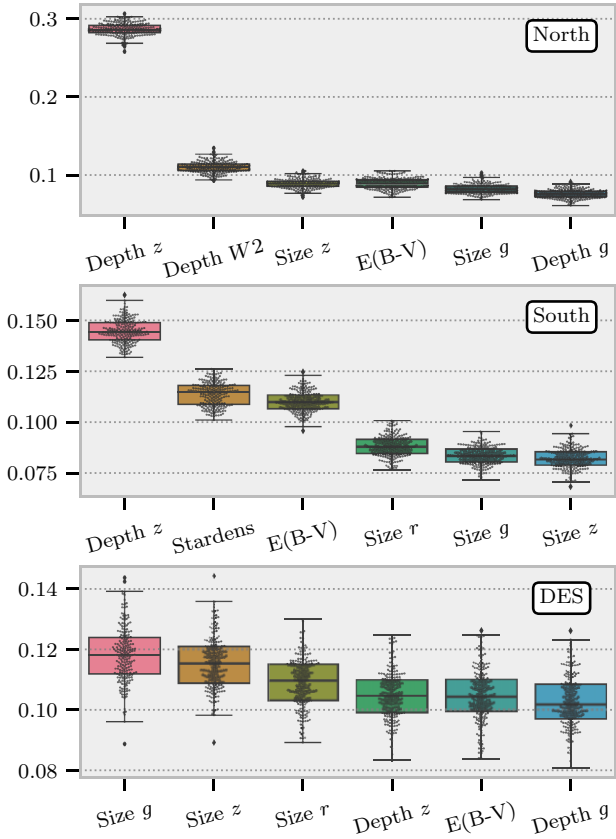 0.3
North
0.2
0.1
Depth z
Depth W2
Size z
E(B-V)
Size g
Depth g
0.150
South
0.125
0.100
0.075
Depth z
Stardens
E(B-V)
Size r
Size g
Size z
0.14
DES
0.12
0.10
0.08
Size g
Size z
Size r
Depth z
E(B-V)
Depth g